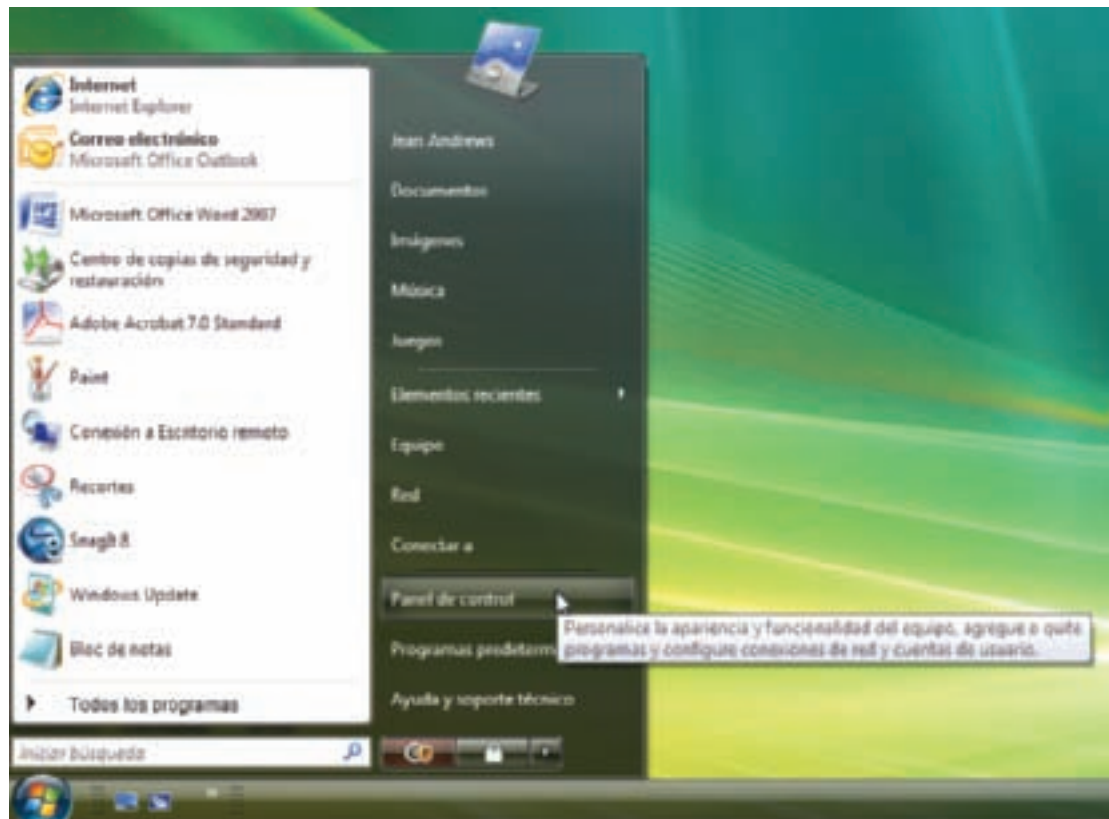 Internet
Internet Explorer
Correo electrónico
Microsoft Office Outlook
Microsoft Office Word 2007
Centro de copias de seguridad y
restauración
Adobe Acrobat 7.0 Standard
Paint
Conexión a Escritorio remoto
Recortes
SnagIt 8
Windows Update
Bloc de notas
Todos los programas
Iniciar búsqueda
Jean Andrews
Documentos
Imágenes
Música
Juegos
Elementos recientes
Equipo
Red
Conectar a
Panel de control
Programas predeterm
Ayuda y soporte técnico
Personalice la apariencia y funcionalidad del equipo, agregue o quite
programas y configure conexiones de red y cuentas de usuario.